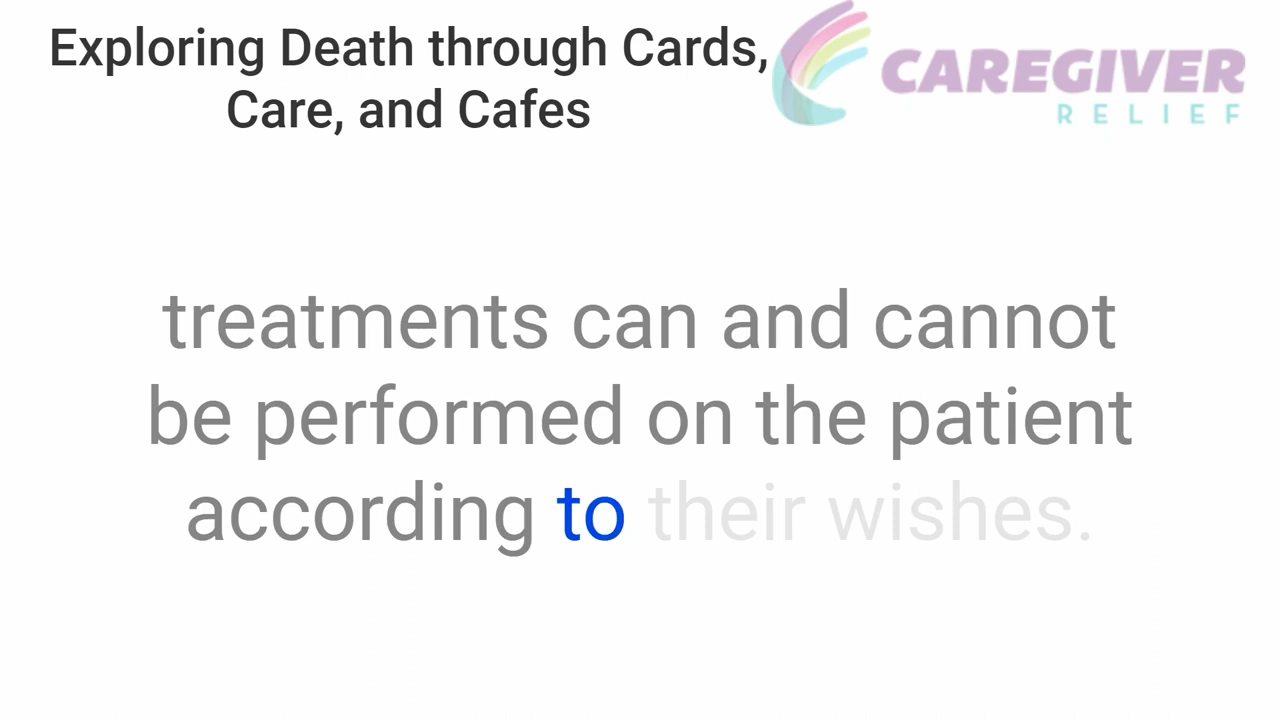 Exploring Death through Cards,
Care, and Cafes
CAREGIVER
RELIEF
treatments can and cannot
be performed on the patient
according to their wishes.